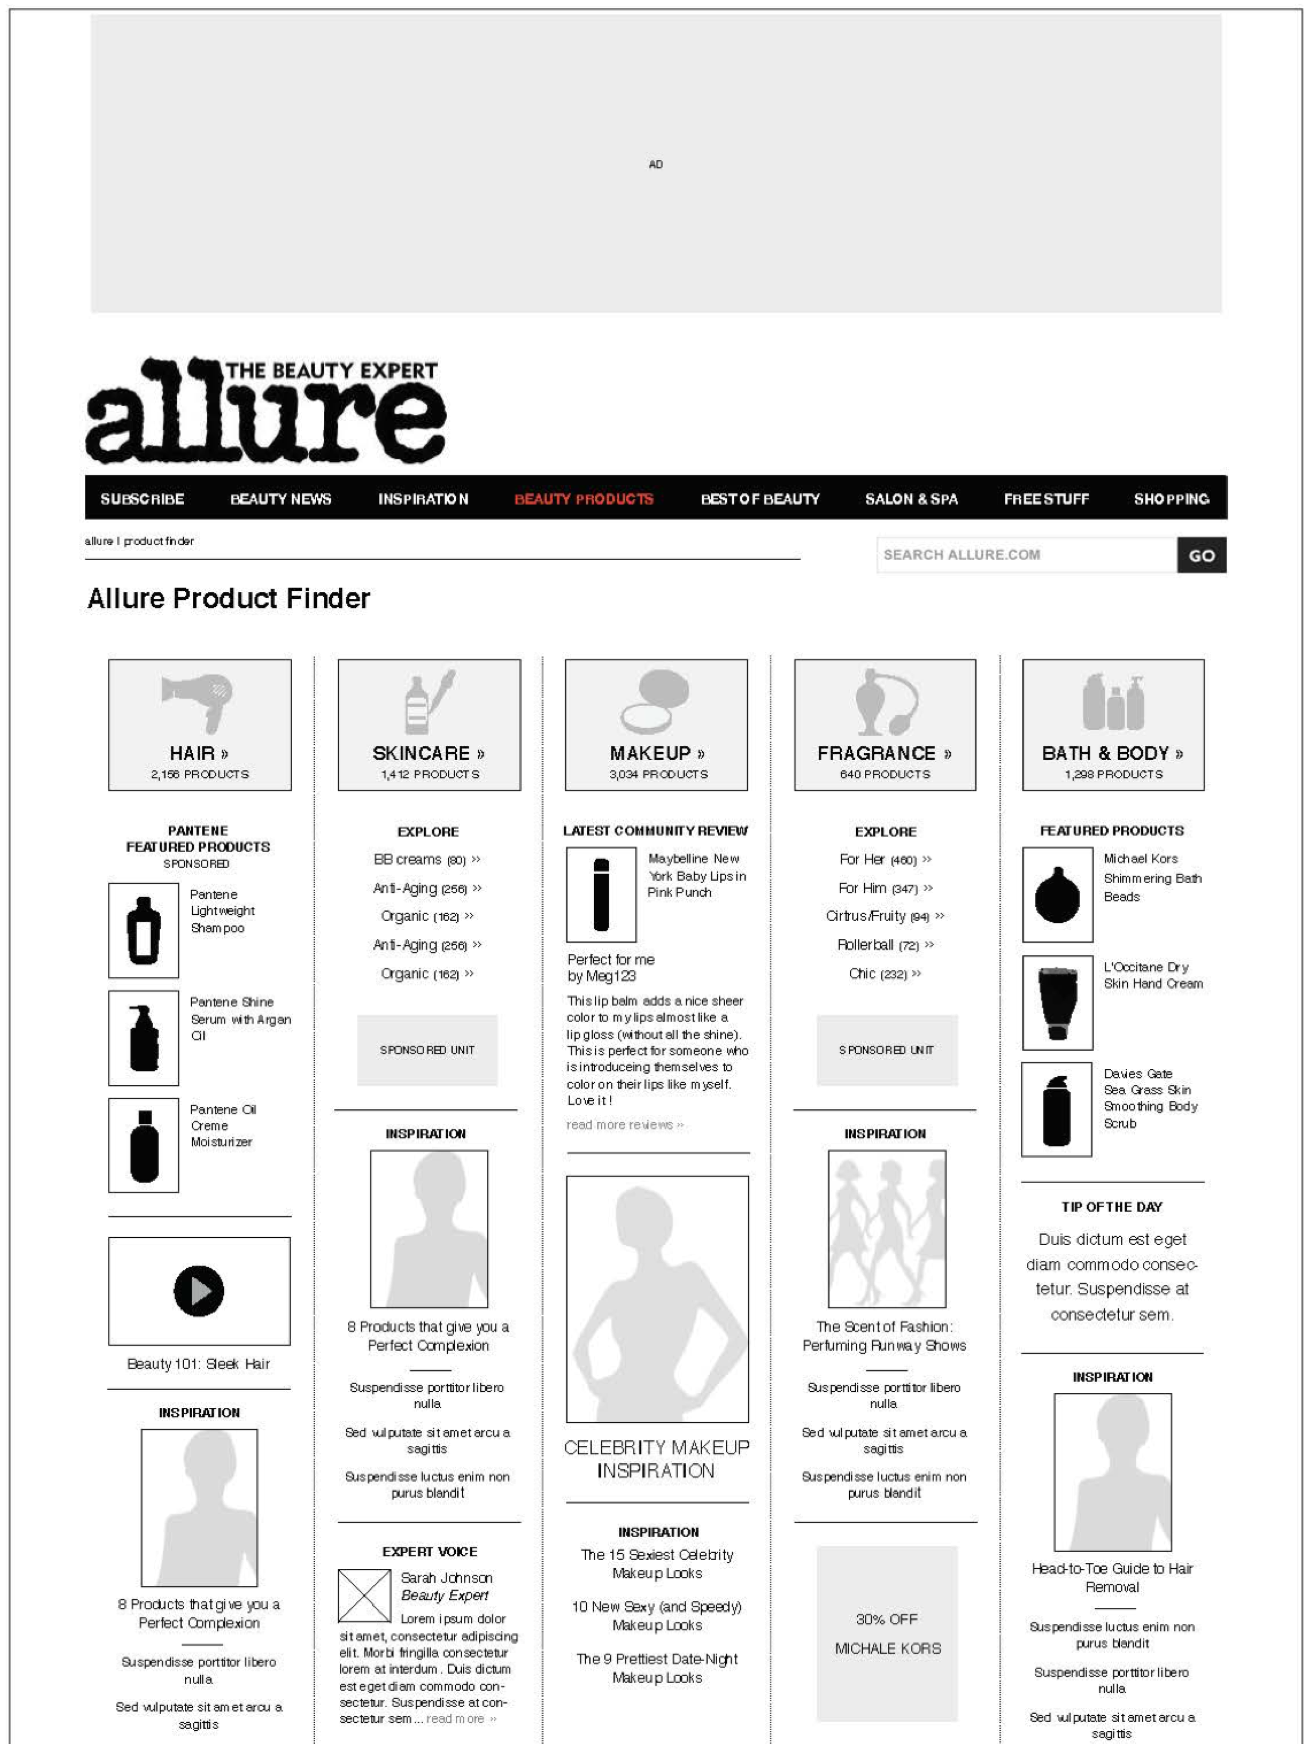 AD
THE BEAUTY EXPERT
allure
SUBSCRIBE BEAUTY NEWS INSPIRATION BEAUTY PRODUCTS BEST OF BEAUTY SALON & SPA FREE STUFF SHOPPING
allure | product finder
SEARCH ALLURE.COM GO
Allure Product Finder
HAIR »
2,156 PRODUCTS
PANTENE
FEATURED PRODUCTS
SPONSORED
Pantene
Lightweight
Shampoo
Pantene Shine
Serum with Argan
Oil
Pantene Oil
Creme
Moisturizer
Beauty 101: Sleek Hair
INSPIRATION
8 Products that give you a
Perfect Complexion
Suspendisse porttitor libero
nulla
Sed vulputate sit amet arcu a
sagittis
SKINCARE »
1,412 PRODUCTS
EXPLORE
BB creams (80) »
Anti-Aging (256) »
Organic (162) »
Anti-Aging (256) »
Organic (162) »
SPONSORED UNIT
INSPIRATION
8 Products that give you a
Perfect Complexion
Suspendisse porttitor libero
nulla
Sed vulputate sit amet arcu a
sagittis
Suspendisse luctus enim non
purus blandit
EXPERT VOICE
Sarah Johnson
Beauty Expert
Lorem ipsum dolor
sit amet, consectetur adipiscing
elit. Morbi fringilla consectetur
lorem at interdum. Duis dictum
est eget diam commodo con-
sectetur. Suspendisse at con-
sectetur sem... read more »
MAKEUP »
3,034 PRODUCTS
LATEST COMMUNITY REVIEW
Maybelline New
York Baby Lips in
Pink Punch
Perfect for me
by Meg123
This lip balm adds a nice sheer
color to my lips almost like a
lip gloss (without all the shine).
This is perfect for someone who
is introduceing themselves to
color on their lips like myself.
Love it !
read more reviews »
CELEBRITY MAKEUP
INSPIRATION
INSPIRATION
The 15 Sexiest Celebrity
Makeup Looks
10 New Sexy (and Speedy)
Makeup Looks
The 9 Prettiest Date-Night
Makeup Looks
FRAGRANCE »
640 PRODUCTS
EXPLORE
For Her (460) »
For Him (347) »
Cirtrus/Fruity (94) »
Rollerball (72) »
Chic (232) »
SPONSORED UNIT
INSPIRATION
The Scent of Fashion:
Perfuming Runway Shows
Suspendisse porttitor libero
nulla
Sed vulputate sit amet arcu a
sagittis
Suspendisse luctus enim non
purus blandit
30% OFF
MICHALE KORS
BATH & BODY »
1,298 PRODUCTS
FEATURED PRODUCTS
Michael Kors
Shimmering Bath
Beads
L'Occitane Dry
Skin Hand Cream
Davies Gate
Sea Grass Skin
Smoothing Body
Scrub
TIP OF THE DAY
Duis dictum est eget
diam commodo consec-
tetur. Suspendisse at
consectetur sem.
INSPIRATION
Head-to-Toe Guide to Hair
Removal
Suspendisse luctus enim non
purus blandit
Suspendisse porttitor libero
nulla
Sed vulputate sit amet arcu a
sagittis